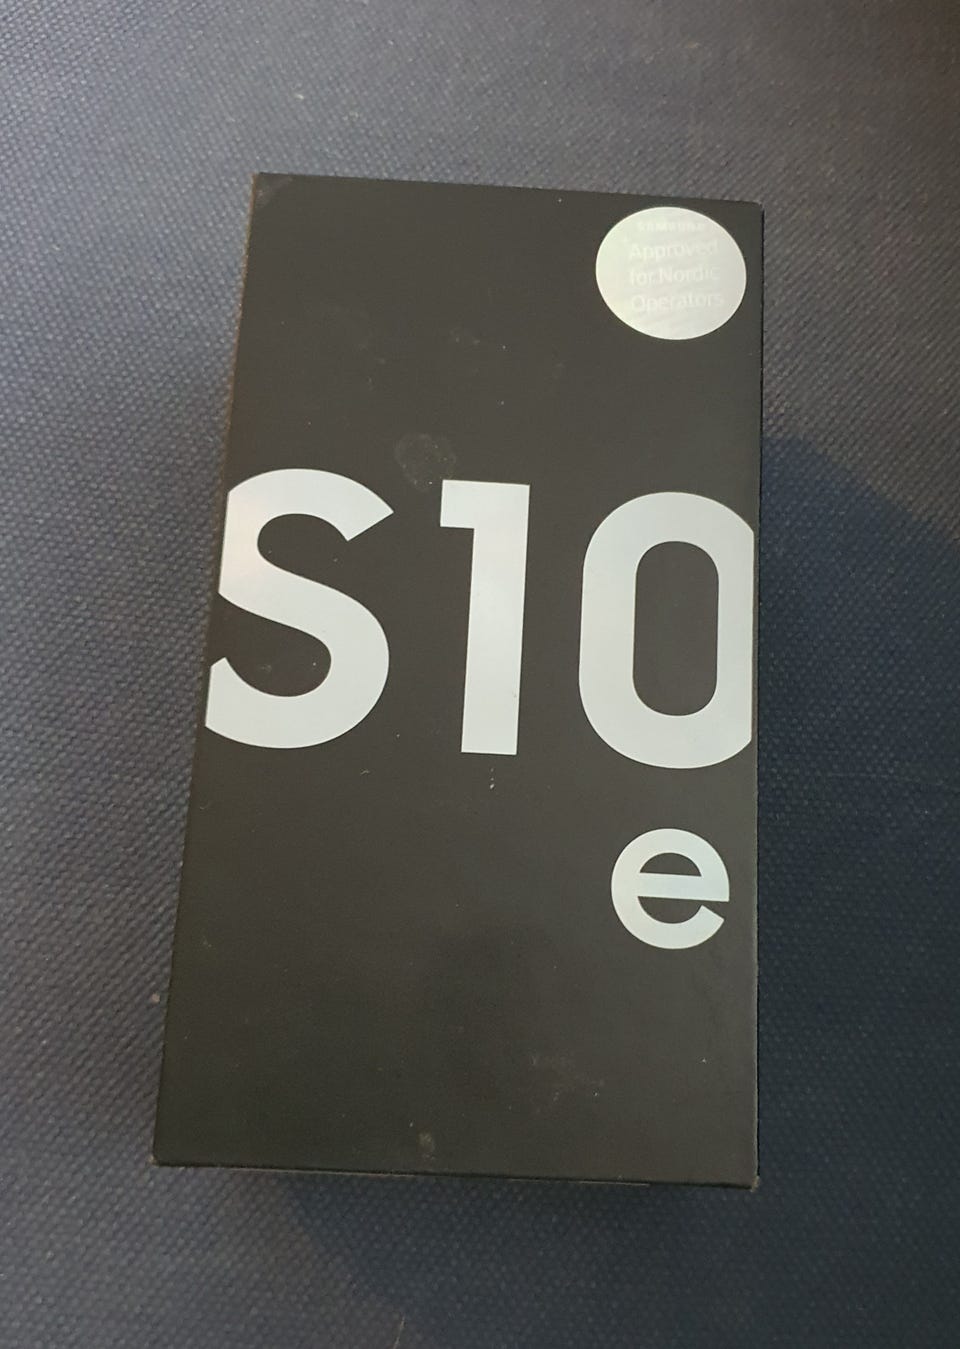 SAMSUNG
Approved
for Nordic
Operators
S10
e